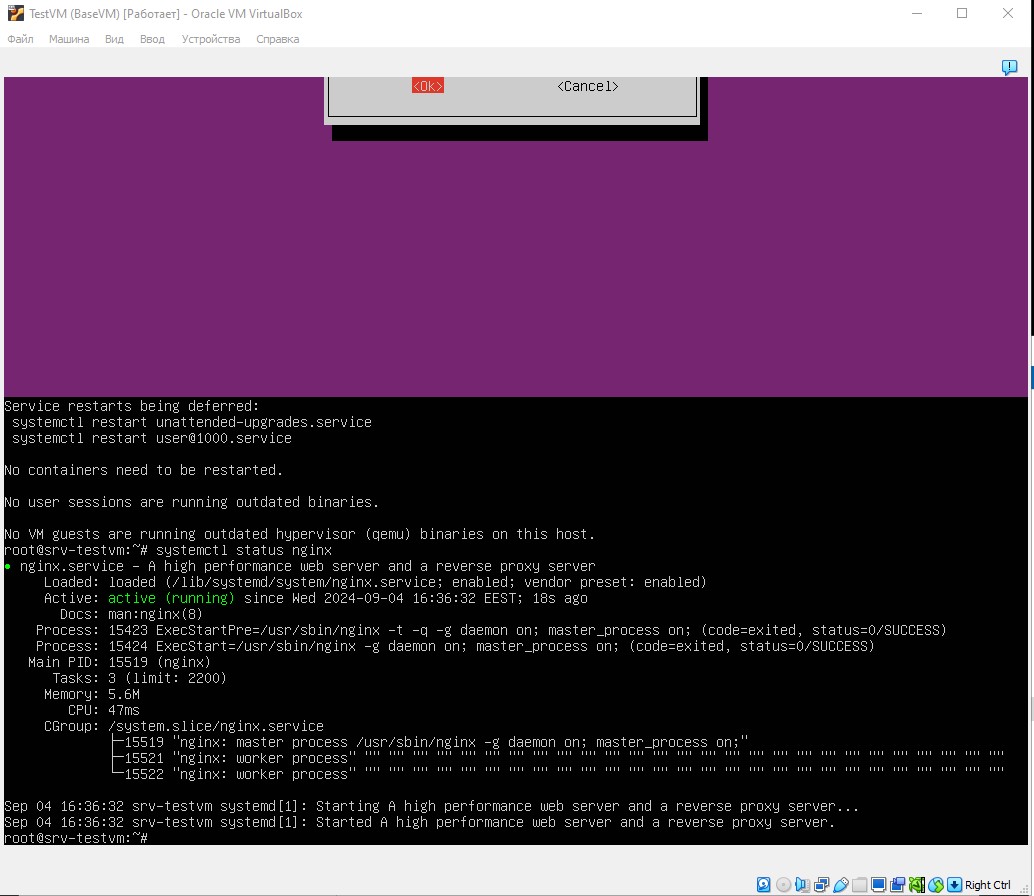 TestVM (BaseVM) [Работает] - Oracle VM VirtualBox
Файл Машина Вид Ввод Устройства Справка
<Ok> <Cancel>
Service restarts being deferred:
systemctl restart unattended-upgrades.service
systemctl restart user@1000.service
No containers need to be restarted.
No user sessions are running outdated binaries.
No VM guests are running outdated hypervisor (qemu) binaries on this host.
root@srv-testvm:~# systemctl status nginx
● nginx.service - A high performance web server and a reverse proxy server
Loaded: loaded (/lib/systemd/system/nginx.service; enabled; vendor preset: enabled)
Active: active (running) since Wed 2024-09-04 16:36:32 EEST; 18s ago
Docs: man:nginx(8)
Process: 15423 ExecStartPre=/usr/sbin/nginx -t -q -g daemon on; master_process on; (code=exited, status=0/SUCCESS)
Process: 15424 ExecStart=/usr/sbin/nginx -g daemon on; master_process on; (code=exited, status=0/SUCCESS)
Main PID: 15519 (nginx)
Tasks: 3 (limit: 2200)
Memory: 5.6M
CPU: 47ms
CGroup: /system.slice/nginx.service
├─15519 "nginx: master process /usr/sbin/nginx -g daemon on; master_process on;"
├─15521 "nginx: worker process" "" "" "" "" "" "" "" "" "" "" "" "" "" "" "" "" "" "" "" "" "" "" "" "" "" "" ""
└─15522 "nginx: worker process" "" "" "" "" "" "" "" "" "" "" "" "" "" "" "" "" "" "" "" "" "" "" "" "" "" "" ""
Sep 04 16:36:32 srv-testvm systemd[1]: Starting A high performance web server and a reverse proxy server...
Sep 04 16:36:32 srv-testvm systemd[1]: Started A high performance web server and a reverse proxy server.
root@srv-testvm:~#
Right Ctrl